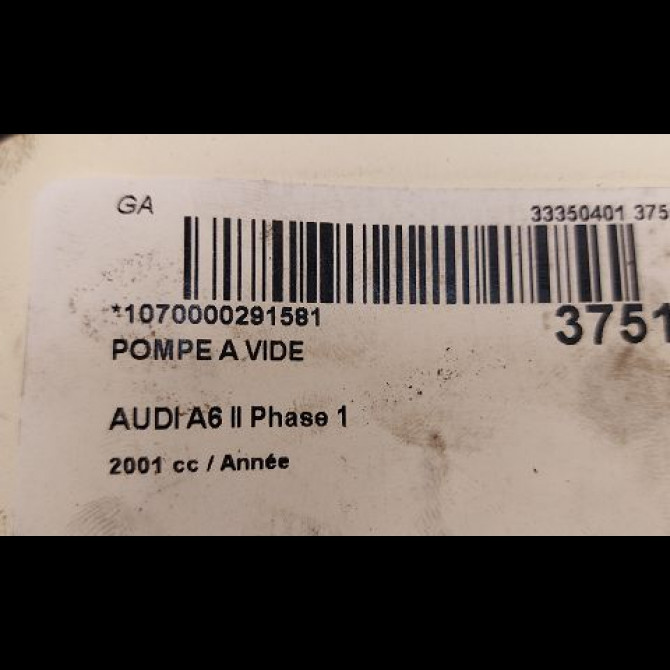 GA
33350401 375
*1070000291581
3751
POMPE A VIDE
AUDI A6 II Phase 1
2001 cc / Année